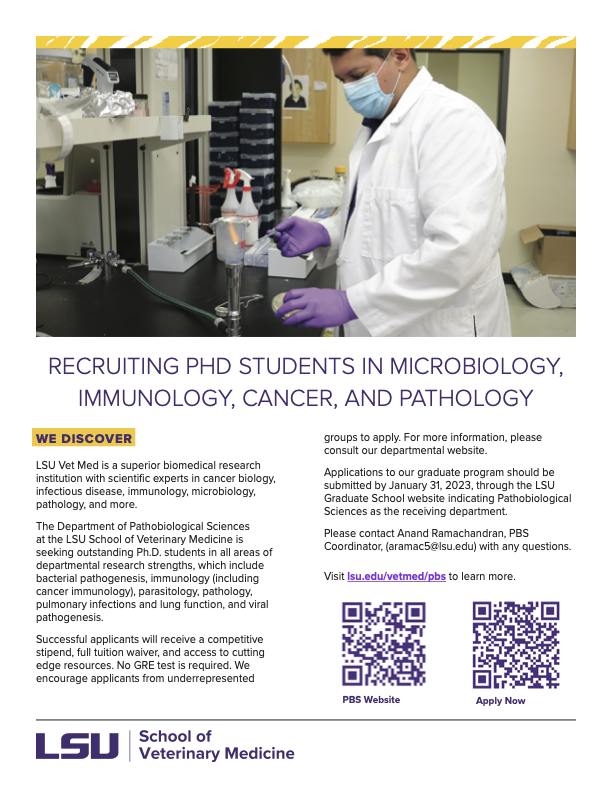 RECRUITING PHD STUDENTS IN MICROBIOLOGY,
IMMUNOLOGY, CANCER, AND PATHOLOGY
WE DISCOVER
LSU Vet Med is a superior biomedical research
institution with scientific experts in cancer biology,
infectious disease, immunology, microbiology,
pathology, and more.
The Department of Pathobiological Sciences
at the LSU School of Veterinary Medicine is
seeking outstanding Ph.D. students in all areas of
departmental research strengths, which include
bacterial pathogenesis, immunology (including
cancer immunology), parasitology, pathology,
pulmonary infections and lung function, and viral
pathogenesis.
Successful applicants will receive a competitive
stipend, full tuition waiver, and access to cutting
edge resources. No GRE test is required. We
encourage applicants from underrepresented
groups to apply. For more information, please
consult our departmental website.
Applications to our graduate program should be
submitted by January 31, 2023, through the LSU
Graduate School website indicating Pathobiological
Sciences as the receiving department.
Please contact Anand Ramachandran, PBS
Coordinator, (aramac5@lsu.edu) with any questions.
Visit lsu.edu/vetmed/pbs to learn more.
PBS Website
Apply Now
LSU
School of
Veterinary Medicine